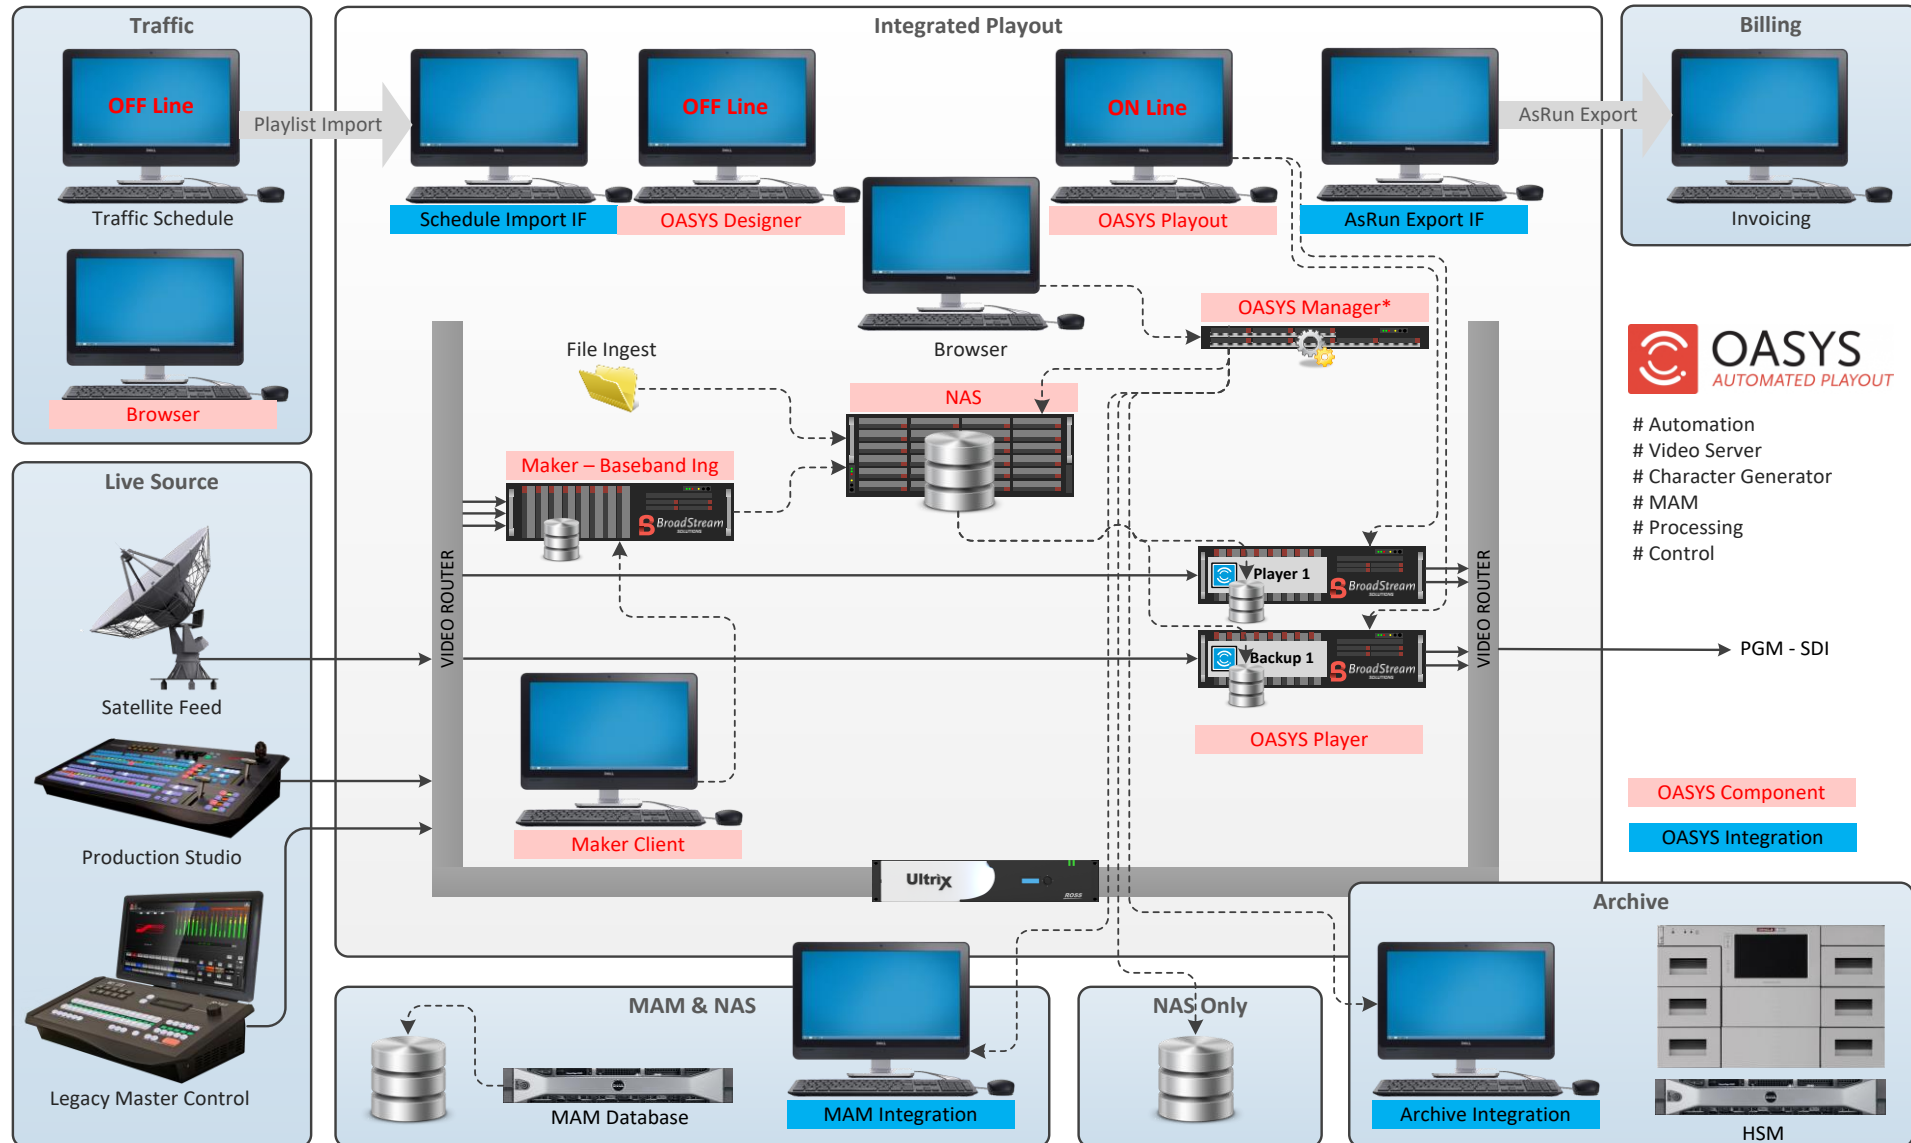 Traffic
OFF Line
Traffic Schedule
Browser
Playlist Import
Integrated Playout
OFF Line
ON Line
Schedule Import IF
OASYS Designer
OASYS Playout
AsRun Export IF
AsRun Export
Billing
Invoicing
Browser
OASYS Manager*
File Ingest
NAS
Maker – Baseband Ing
BroadStream
SOLUTIONS
VIDEO ROUTER
Player 1
BroadStream
SOLUTIONS
Backup 1
BroadStream
SOLUTIONS
OASYS Player
VIDEO ROUTER
Maker Client
Ultrix
ROSS
OASYS
AUTOMATED PLAYOUT
# Automation
# Video Server
# Character Generator
# MAM
# Processing
# Control
PGM - SDI
OASYS Component
OASYS Integration
Live Source
Satellite Feed
Production Studio
Legacy Master Control
MAM & NAS
MAM Database
MAM Integration
NAS Only
Archive
Archive Integration
HSM